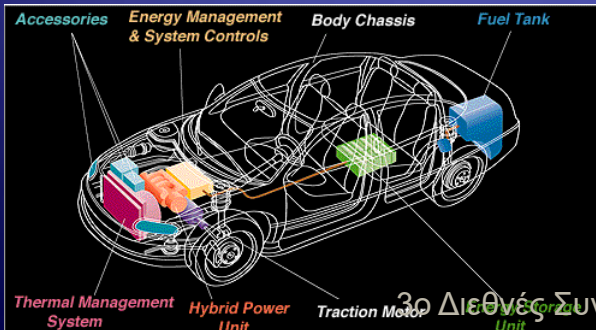 Accessories
Energy Management
& System Controls
Body Chassis
Fuel Tank
Thermal Management
System
Hybrid Power
Unit
Traction Motor
Energy Storage
Unit
3ο Διεθνές Συν